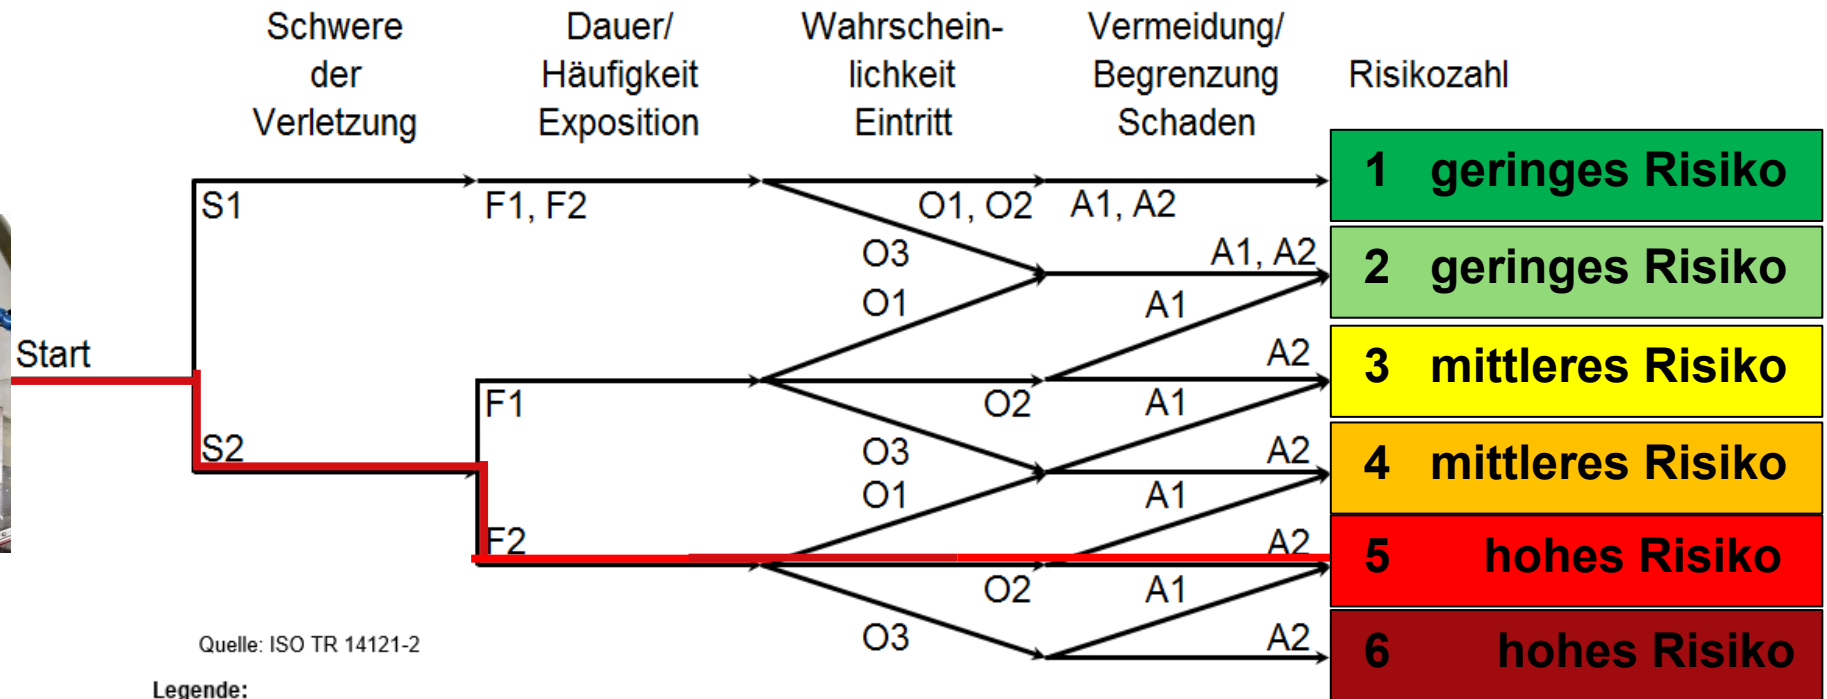 Schwere
der
Verletzung
Dauer/
Häufigkeit
Exposition
Wahrschein-
lichkeit
Eintritt
Vermeidung/
Begrenzung
Schaden
Risikozahl
S1
F1, F2
O1, O2
A1, A2
1 geringes Risiko
O3
A1, A2
2 geringes Risiko
O1
A1
Start
F1
O2
A2
A1
3 mittleres Risiko
S2
O3
A2
O1
A1
4 mittleres Risiko
F2
A2
O2
A1
5 hohes Risiko
O3
A2
6 hohes Risiko
Quelle: ISO TR 14121-2
Legende: